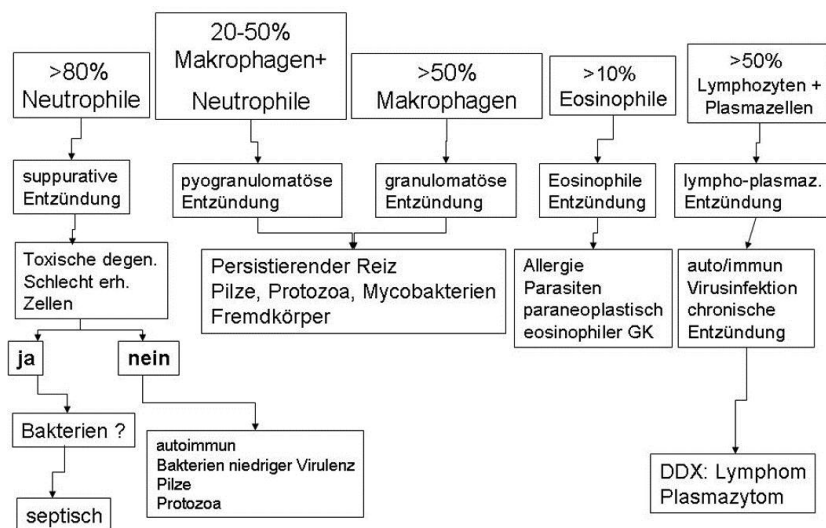 >80%
Neutrophile
20-50%
Makrophagen+
Neutrophile
>50%
Makrophagen
>10%
Eosinophile
>50%
Lymphozyten +
Plasmazellen
suppurative
Entzündung
pyogranulomatöse
Entzündung
granulomatöse
Entzündung
Eosinophile
Entzündung
lympho-plasmaz.
Entzündung
Toxische degen.
Schlecht erh.
Zellen
Persistierender Reiz
Pilze, Protozoa, Mycobakterien
Fremdkörper
Allergie
Parasiten
paraneoplastisch
eosinophiler GK
auto/immun
Virusinfektion
chronische
Entzündung
ja
nein
Bakterien ?
autoimmun
Bakterien niedriger Virulenz
Pilze
Protozoa
DDX: Lymphom
Plasmazytom
septisch